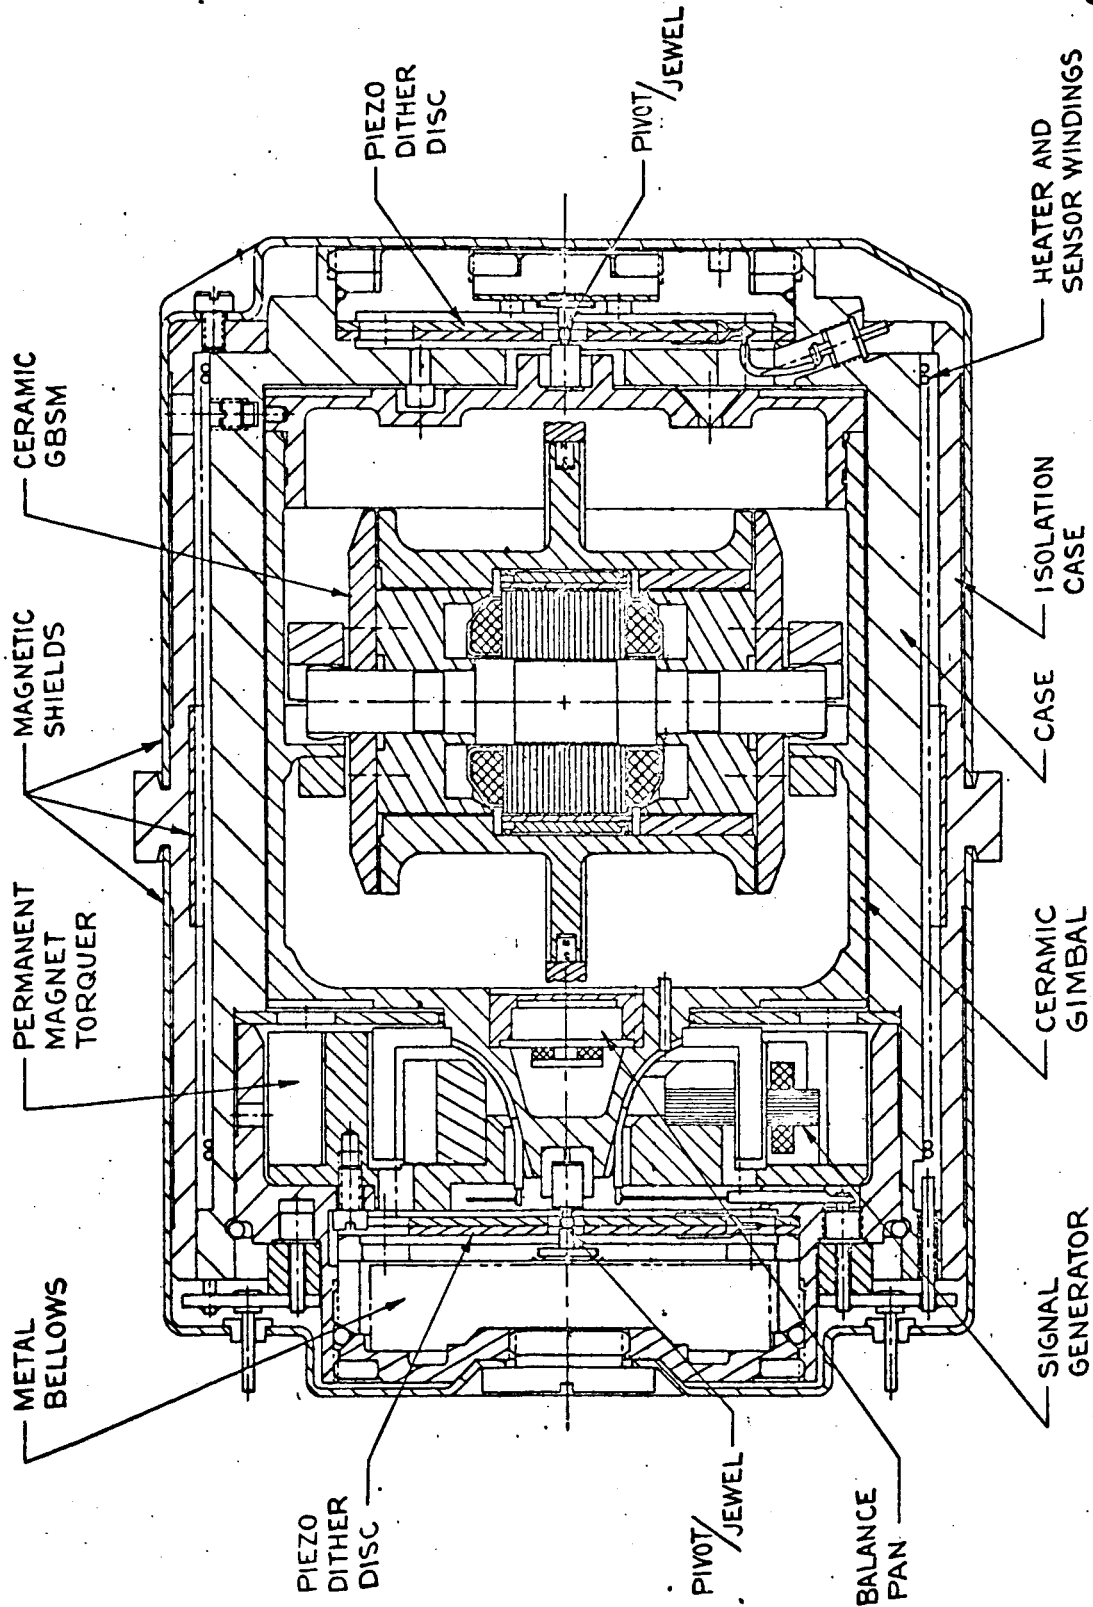 METAL
BELLOWS
PERMANENT
MAGNET
TORQUER
MAGNETIC
SHIELDS
CERAMIC
GBSM
PIEZO
DITHER
DISC
PIVOT/JEWEL
PIEZO
DITHER
DISC
PIVOT/JEWEL
BALANCE
PAN
SIGNAL
GENERATOR
CERAMIC
GIMBAL
CASE
ISOLATION
CASE
HEATER AND
SENSOR WINDINGS